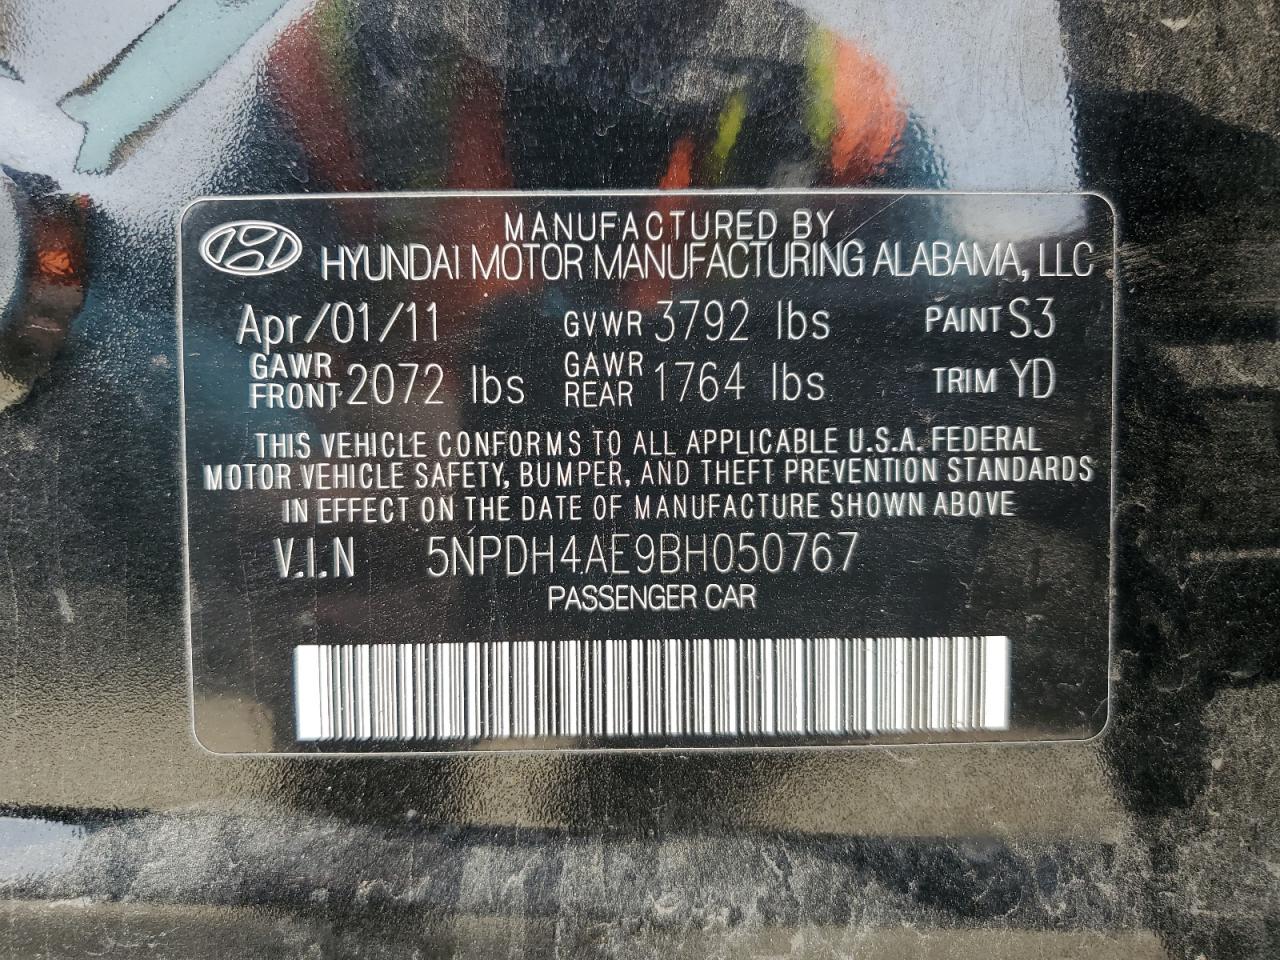 MANUFACTURED BY
HYUNDAI MOTOR MANUFACTURING ALABAMA, LLC
Apr/01/11 GVWR 3792 lbs PAINT S3
GAWR FRONT 2072 lbs GAWR REAR 1764 lbs TRIM YD
THIS VEHICLE CONFORMS TO ALL APPLICABLE U.S.A. FEDERAL
MOTOR VEHICLE SAFETY, BUMPER, AND THEFT PREVENTION STANDARDS
IN EFFECT ON THE DATE OF MANUFACTURE SHOWN ABOVE
V.I.N 5NPDH4AE9BH050767
PASSENGER CAR